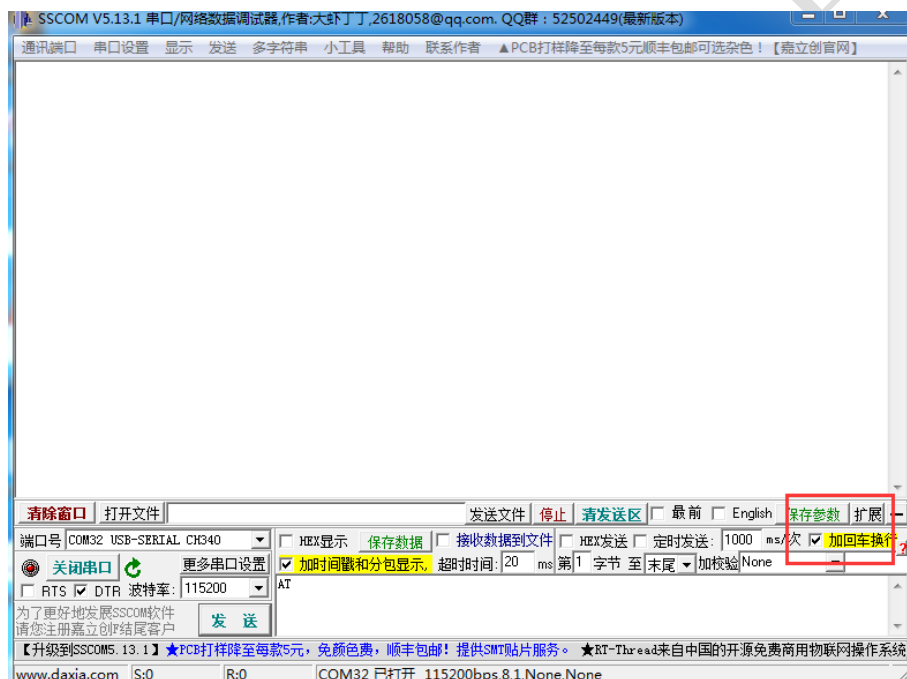 SSCOM V5.13.1 串口/网络数据调试器,作者:大虾丁丁,2618058@qq.com. QQ群：52502449(最新版本)
通讯端口 串口设置 显示 发送 多字符串 小工具 帮助 联系作者 ▲PCB打样降至每款5元顺丰包邮可选杂色！【嘉立创官网】
清除窗口 打开文件 发送文件 停止 清发送区 最前 English 保存参数 扩展 —
端口号 COM32 USB-SERIAL CH340 HEX显示 保存数据 接收数据到文件 HEX发送 定时发送: 1000 ms/次 加回车换行 ?
关闭串口 更多串口设置 加时间戳和分包显示, 超时时间: 20 ms 第 1 字节 至 末尾 加校验 None
RTS DTR 波特率: 115200 AT
为了更好地发展SSCOM软件
请您注册嘉立创F结尾客户 发 送
【升级到SSCOM5.13.1】★PCB打样降至每款5元，免颜色费，顺丰包邮！提供SMT贴片服务。 ★RT-Thread来自中国的开源免费商用物联网操作系统
www.daxia.com S:0 R:0 COM32 已打开 115200bps,8,1,None,None